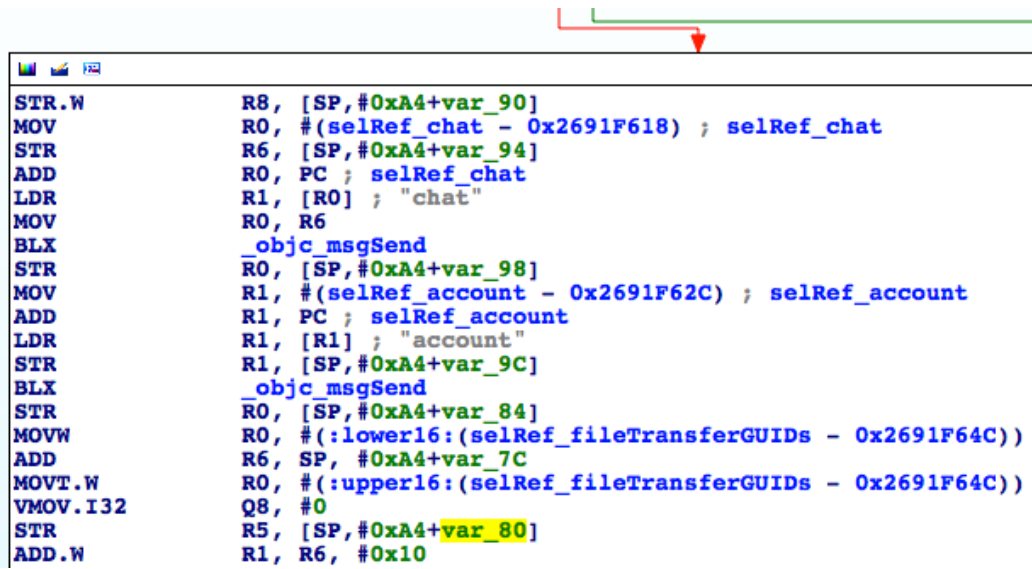 STR.W R8, [SP,#0xA4+var_90]
MOV R0, #(selRef_chat - 0x2691F618) ; selRef_chat
STR R6, [SP,#0xA4+var_94]
ADD R0, PC ; selRef_chat
LDR R1, [R0] ; "chat"
MOV R0, R6
BLX _objc_msgSend
STR R0, [SP,#0xA4+var_98]
MOV R1, #(selRef_account - 0x2691F62C) ; selRef_account
ADD R1, PC ; selRef_account
LDR R1, [R1] ; "account"
STR R1, [SP,#0xA4+var_9C]
BLX _objc_msgSend
STR R0, [SP,#0xA4+var_84]
MOVW R0, #(:lower16:(selRef_fileTransferGUIDs - 0x2691F64C))
ADD R6, SP, #0xA4+var_7C
MOVT.W R0, #(:upper16:(selRef_fileTransferGUIDs - 0x2691F64C))
VMOV.I32 Q8, #0
STR R5, [SP,#0xA4+var_80]
ADD.W R1, R6, #0x10